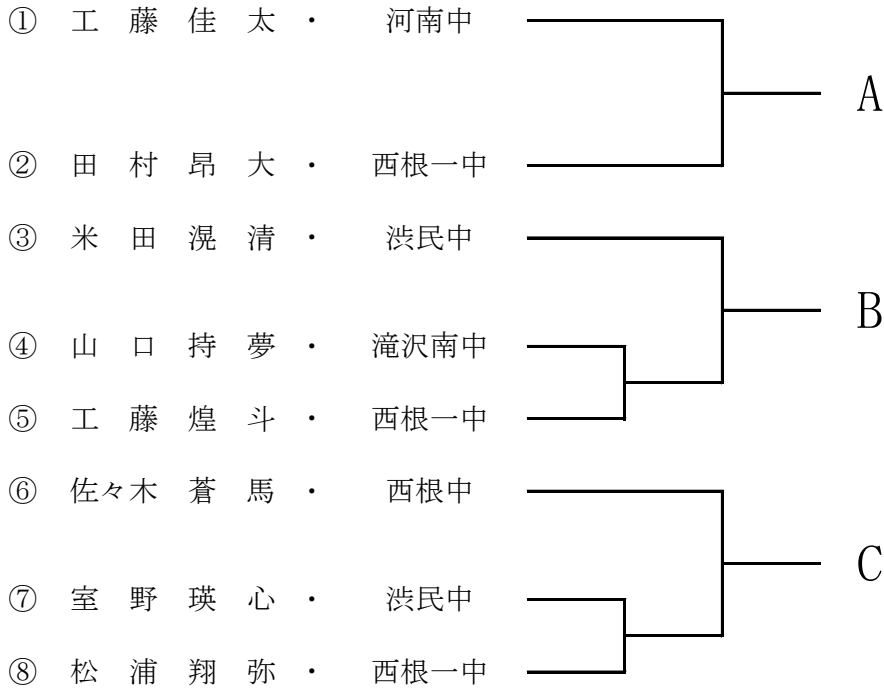 ① 工藤佳太・ 河南中
A
② 田村昂大・ 西根一中
③ 米田滉清・ 渋民中
B
④ 山口持夢・ 滝沢南中
⑤ 工藤煌斗・ 西根一中
⑥ 佐々木蒼馬・ 西根中
C
⑦ 室野瑛心・ 渋民中
⑧ 松浦翔弥・ 西根一中